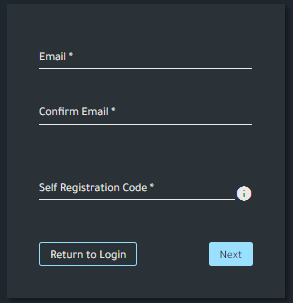 Email *
Confirm Email *
Self Registration Code *
Return to Login
Next